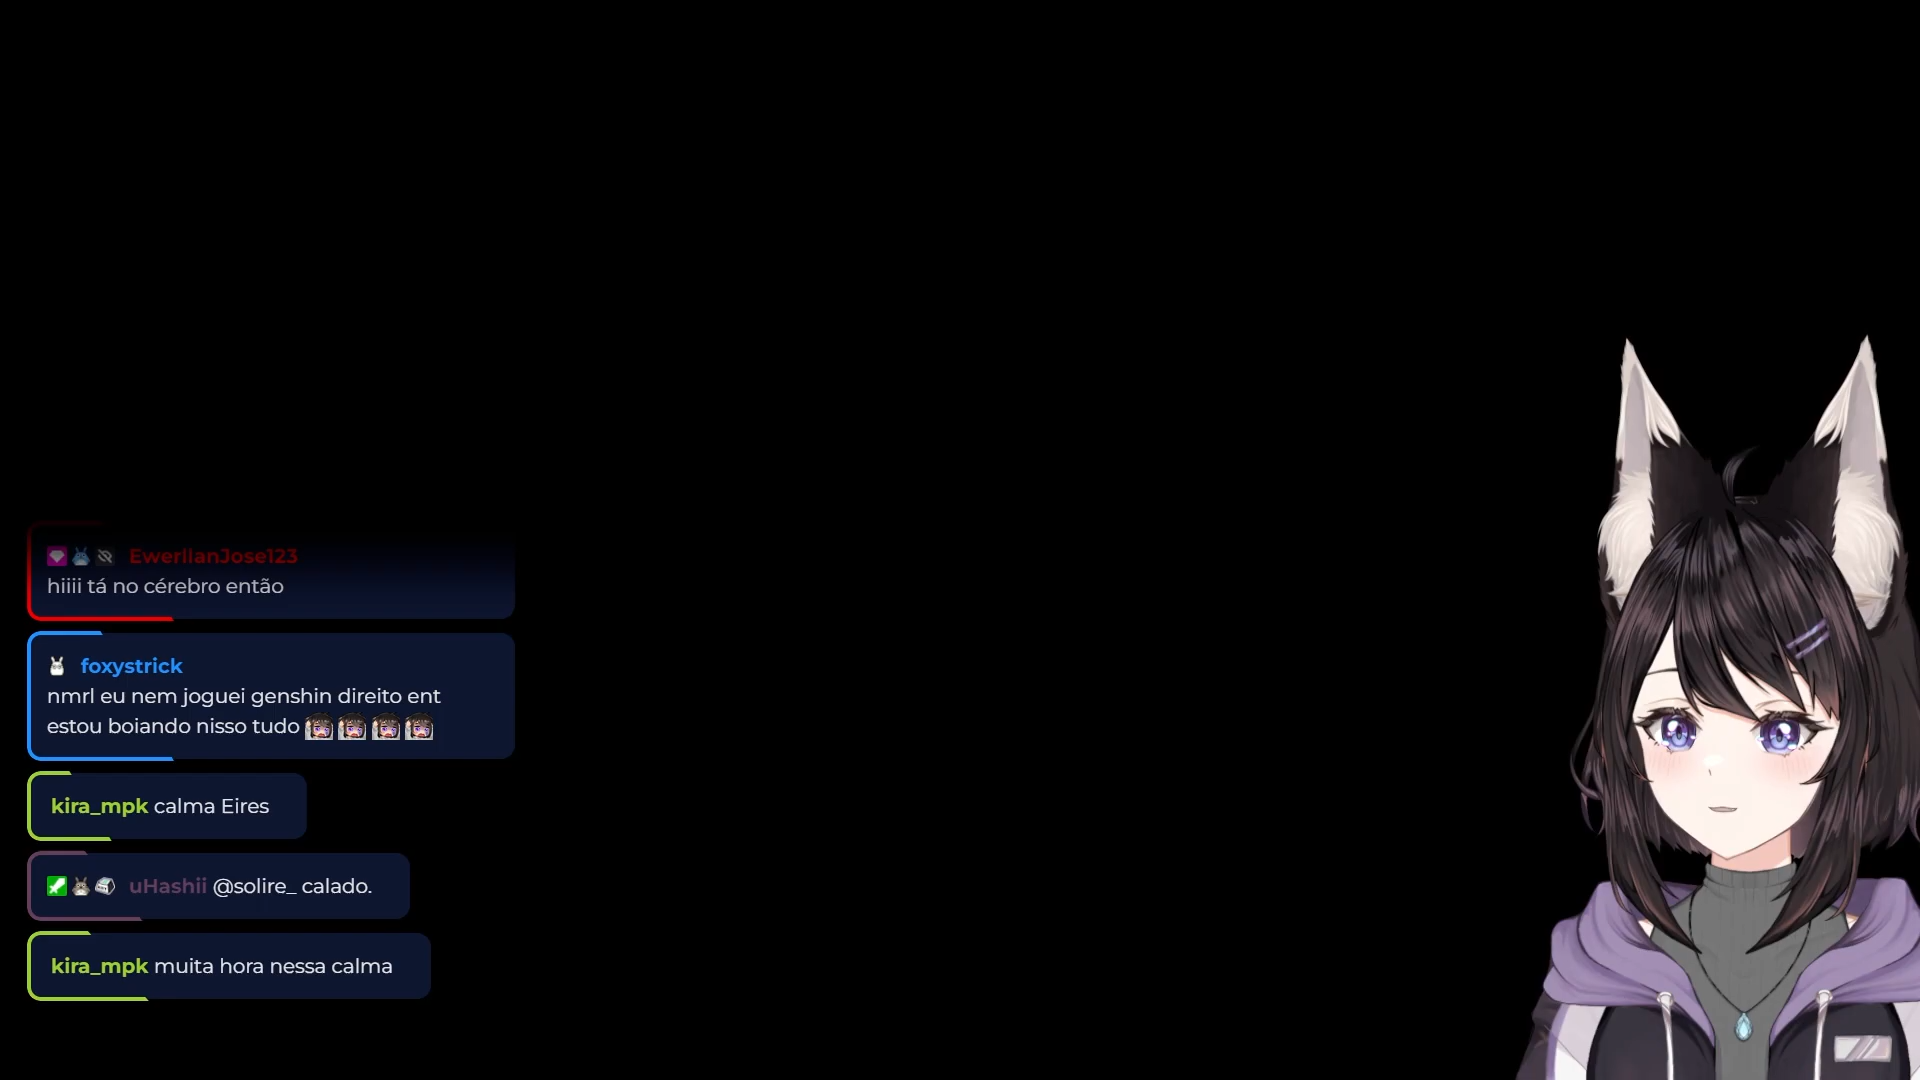 EwerllanJose123
hiiii tá no cérebro então
foxystrick
nmrl eu nem joguei genshin direito ent
estou boiando nisso tudo
kira_mpk calma Eires
uHashii @solire_ calado.
kira_mpk muita hora nessa calma